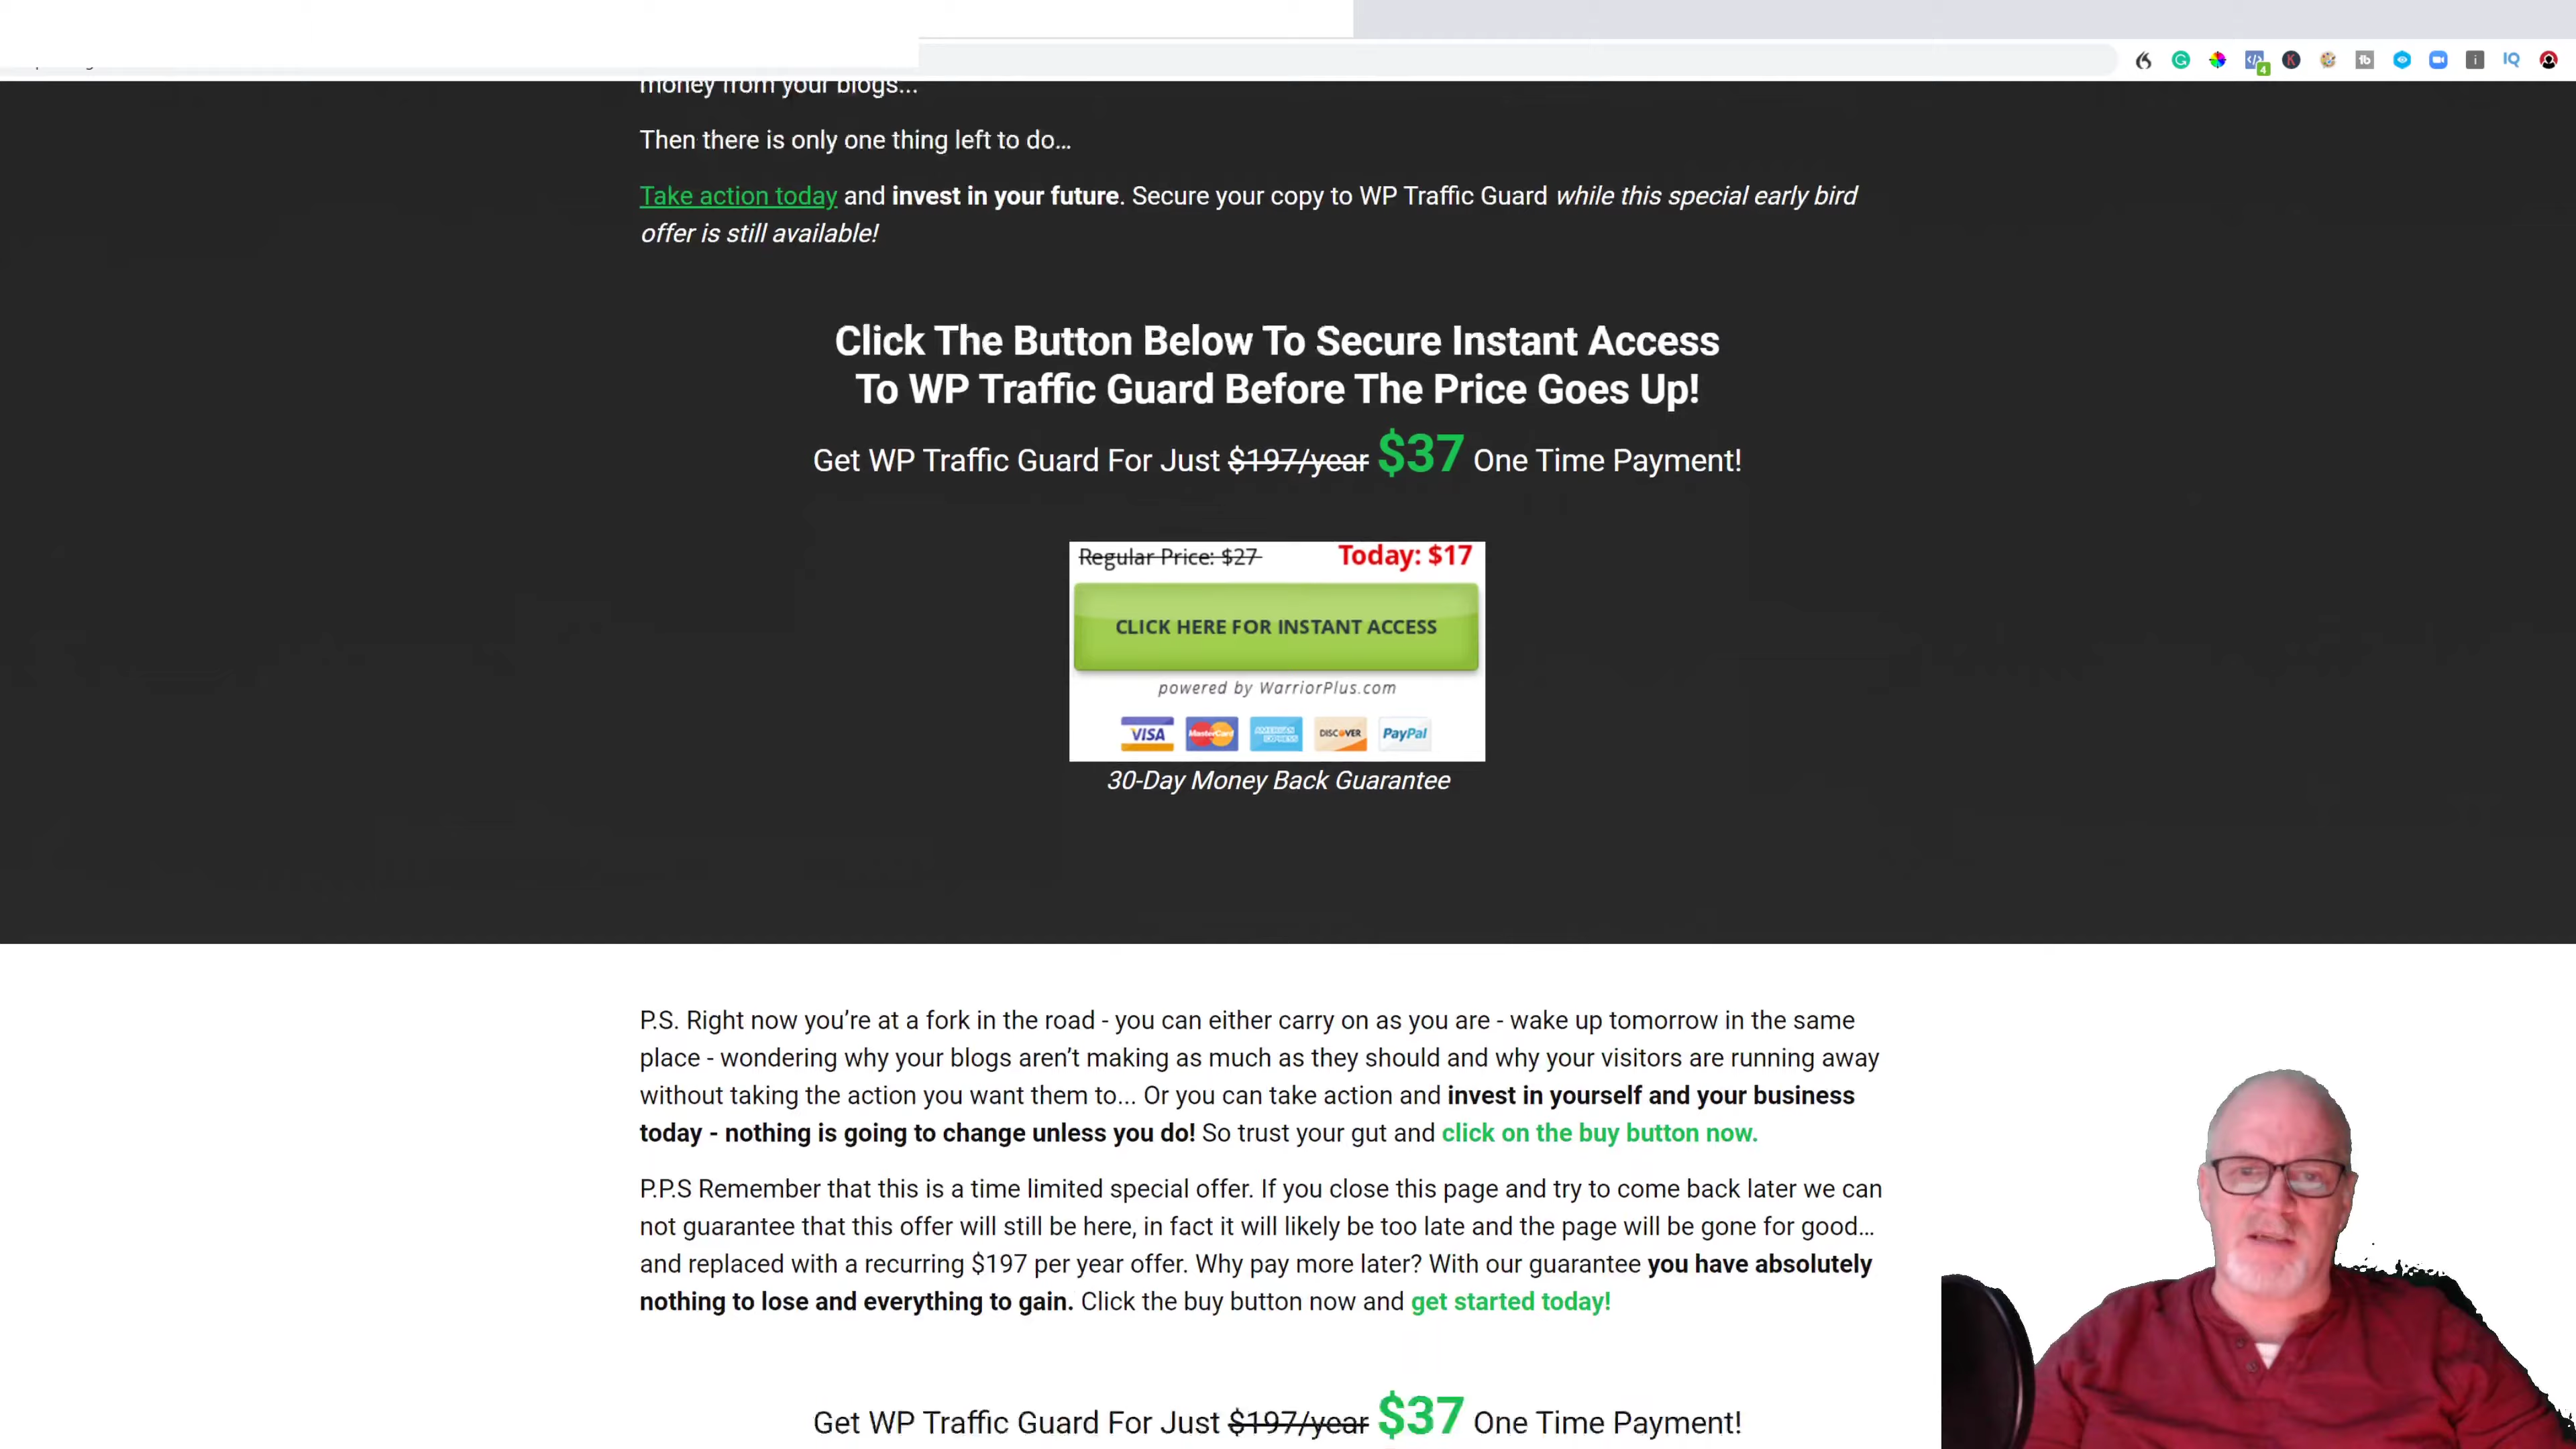 money from your blogs...
Then there is only one thing left to do...
Take action today and invest in your future. Secure your copy to WP Traffic Guard while this special early bird
offer is still available!
Click The Button Below To Secure Instant Access
To WP Traffic Guard Before The Price Goes Up!
Get WP Traffic Guard For Just $197/year $37 One Time Payment!
Regular Price: $27 Today: $17
CLICK HERE FOR INSTANT ACCESS
powered by WarriorPlus.com
VISA MasterCard AMERICAN EXPRESS DISCOVER PayPal
30-Day Money Back Guarantee
P.S. Right now you’re at a fork in the road - you can either carry on as you are - wake up tomorrow in the same
place - wondering why your blogs aren’t making as much as they should and why your visitors are running away
without taking the action you want them to... Or you can take action and invest in yourself and your business
today - nothing is going to change unless you do! So trust your gut and click on the buy button now.
P.P.S Remember that this is a time limited special offer. If you close this page and try to come back later we can
not guarantee that this offer will still be here, in fact it will likely be too late and the page will be gone for good...
and replaced with a recurring $197 per year offer. Why pay more later? With our guarantee you have absolutely
nothing to lose and everything to gain. Click the buy button now and get started today!
Get WP Traffic Guard For Just $197/year $37 One Time Payment!